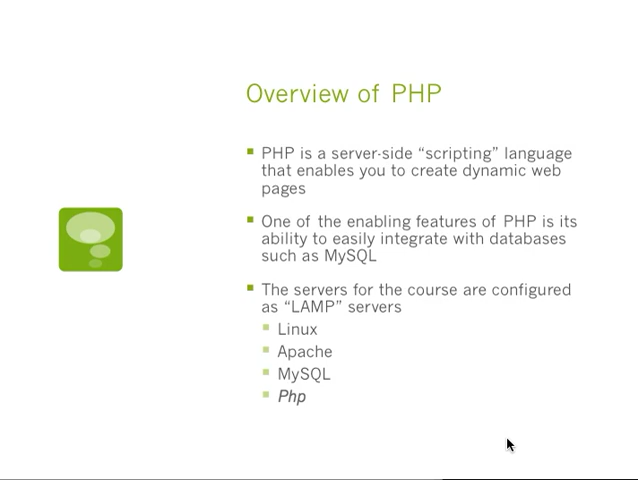 Overview of PHP
PHP is a server-side “scripting” language
that enables you to create dynamic web
pages
One of the enabling features of PHP is its
ability to easily integrate with databases
such as MySQL
The servers for the course are configured
as “LAMP” servers
Linux
Apache
MySQL
Php